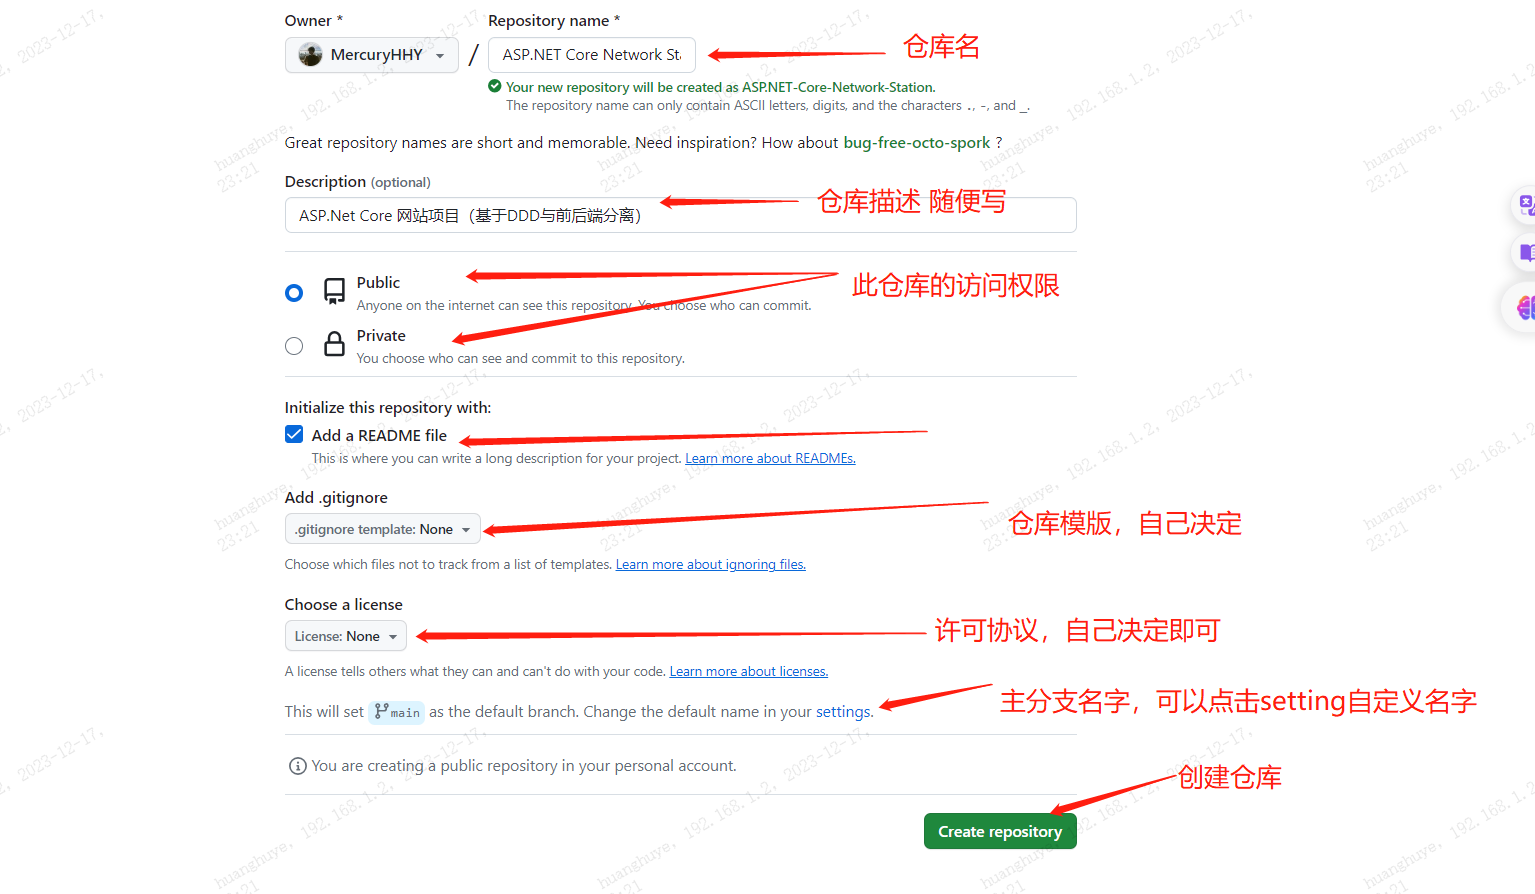 Owner * Repository name *
MercuryHHY / ASP.NET Core Network St 仓库名
Your new repository will be created as ASP.NET-Core-Network-Station.
The repository name can only contain ASCII letters, digits, and the characters ., -, and _.
Great repository names are short and memorable. Need inspiration? How about bug-free-octo-spork ?
Description (optional)
仓库描述 随便写
ASP.Net Core 网站项目（基于DDD与前后端分离）
Public
此仓库的访问权限
Anyone on the internet can see this repository. You choose who can commit.
Private
You choose who can see and commit to this repository.
Initialize this repository with:
Add a README file
This is where you can write a long description for your project. Learn more about READMEs.
Add .gitignore
.gitignore template: None 仓库模版，自己决定
Choose which files not to track from a list of templates. Learn more about ignoring files.
Choose a license
License: None 许可协议，自己决定即可
A license tells others what they can and can't do with your code. Learn more about licenses.
This will set main as the default branch. Change the default name in your settings. 主分支名字，可以点击setting自定义名字
You are creating a public repository in your personal account.
创建仓库
Create repository
huanghuye, 192.168.1.2, 2023-12-17,
23:21